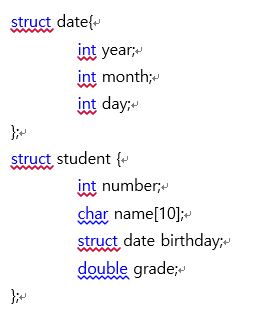 struct date{
int year;
int month;
int day;
};
struct student {
int number;
char name[10];
struct date birthday;
double grade;
};